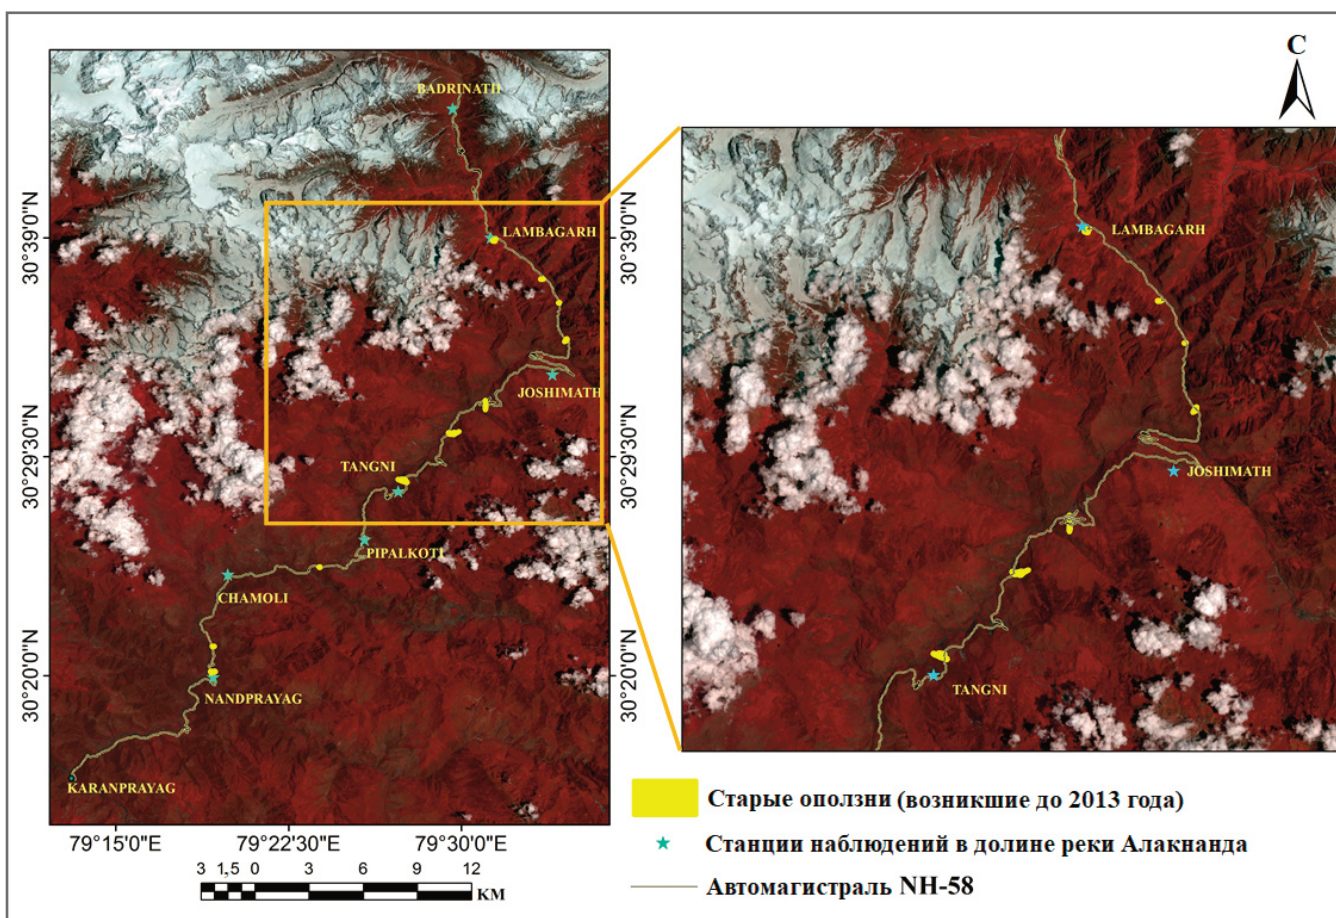 С
BADRINATH
LAMBAGARH
JOSHIMATH
TANGNI
PIPALKOTI
CHAMOLI
NANDPRAYAG
KARANPRAYAG
30°39'0"N
30°29'30"N
30°20'0"N
30°39'0"N
30°29'30"N
30°20'0"N
79°15'0"E
79°22'30"E
79°30'0"E
3 1,5 0 3 6 9 12
KM
LAMBAGARH
JOSHIMATH
TANGNI
Старые оползни (возникшие до 2013 года)
Станции наблюдений в долине реки Алакнанда
Автомагистраль NH-58